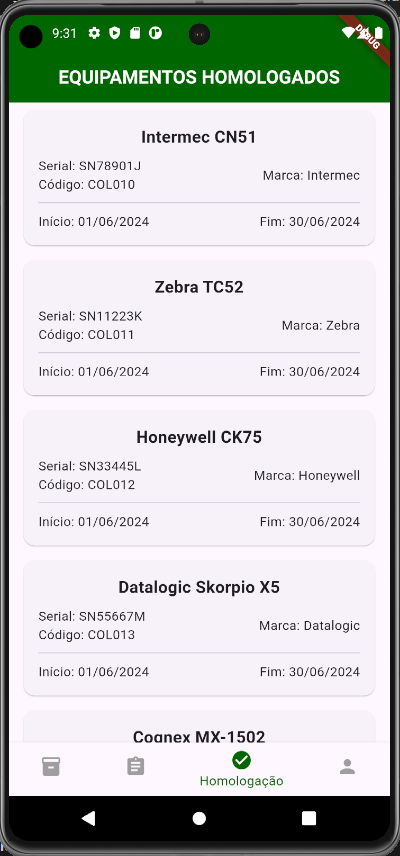 9:31
DEBUG
EQUIPAMENTOS HOMOLOGADOS
Intermec CN51
Serial: SN78901J
Código: COL010
Marca: Intermec
Início: 01/06/2024
Fim: 30/06/2024
Zebra TC52
Serial: SN11223K
Código: COL011
Marca: Zebra
Início: 01/06/2024
Fim: 30/06/2024
Honeywell CK75
Serial: SN33445L
Código: COL012
Marca: Honeywell
Início: 01/06/2024
Fim: 30/06/2024
Datalogic Skorpio X5
Serial: SN55667M
Código: COL013
Marca: Datalogic
Início: 01/06/2024
Fim: 30/06/2024
Cognex MX-1502
Homologação